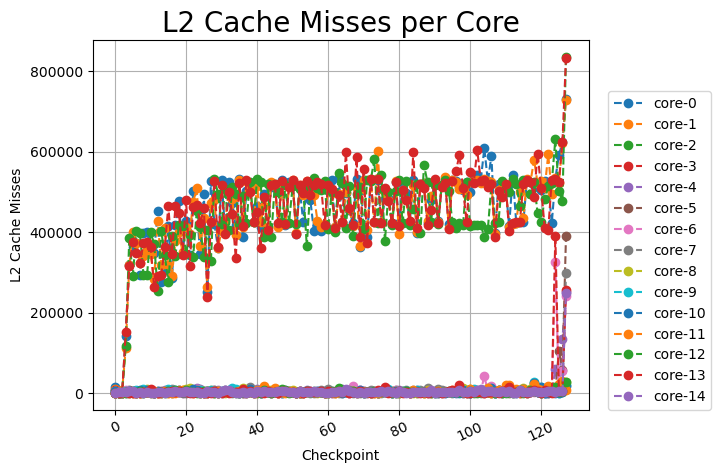 L2 Cache Misses per Core
800000
600000
400000
200000
0
L2 Cache Misses
0
20
40
60
80
100
120
Checkpoint
core-0
core-1
core-2
core-3
core-4
core-5
core-6
core-7
core-8
core-9
core-10
core-11
core-12
core-13
core-14